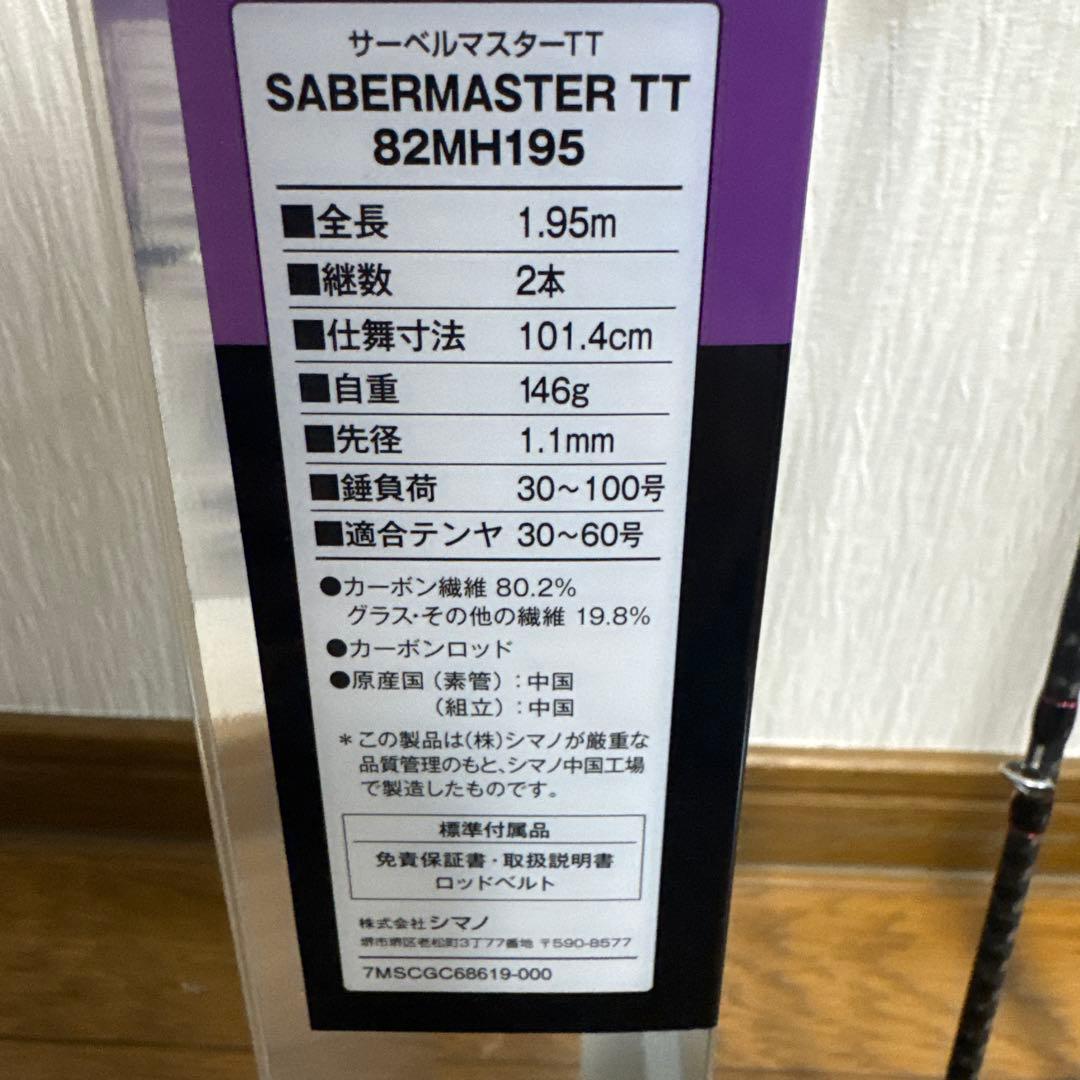 サーベルマスターTT
SABERMASTER TT
82MH195
■全長 1.95m
■継数 2本
■仕舞寸法 101.4cm
■自重 146g
■先径 1.1mm
■錘負荷 30～100号
■適合テンヤ 30～60号
●カーボン繊維 80.2%
グラス・その他の繊維 19.8%
●カーボンロッド
●原産国（素管）：中国
（組立）：中国
＊この製品は(株)シマノが厳重な
品質管理のもと、シマノ中国工場
で製造したものです。
標準付属品
免責保証書・取扱説明書
ロッドベルト
株式会社シマノ
堺市堺区老松町3丁77番地 〒590-8577
7MSCGC68619-000